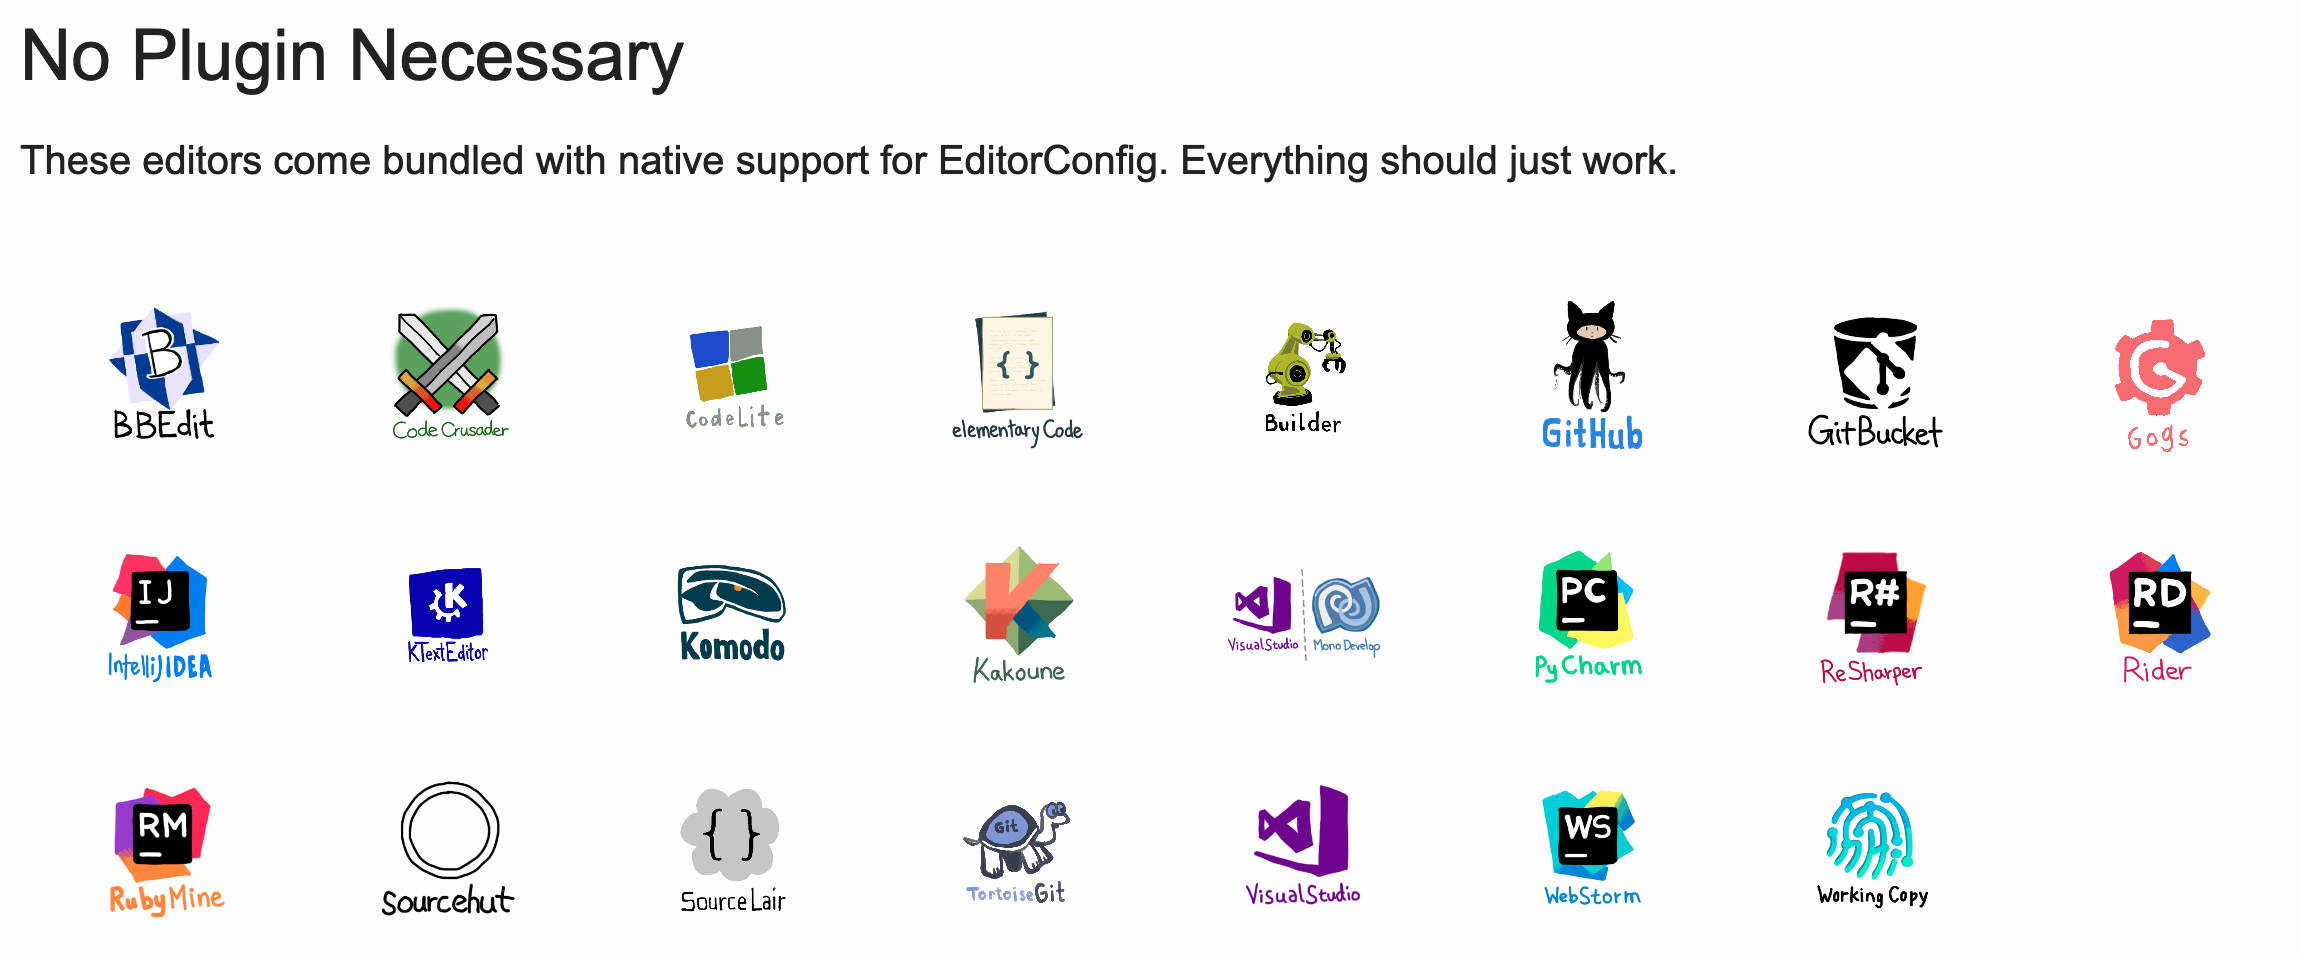 No Plugin Necessary
These editors come bundled with native support for EditorConfig. Everything should just work.
B
BBEdit
Code Crusader
CodeLite
{ }
elementary Code
Builder
GitHub
GitBucket
G
Gogs
IJ
IntelliJ IDEA
K
KTextEditor
Komodo
K
Kakoune
Visual Studio
Mono Develop
PC
PyCharm
R#
ReSharper
RD
Rider
RM
RubyMine
Sourcehut
{ }
SourceLair
Git
TortoiseGit
Visual Studio
WS
WebStorm
Working Copy